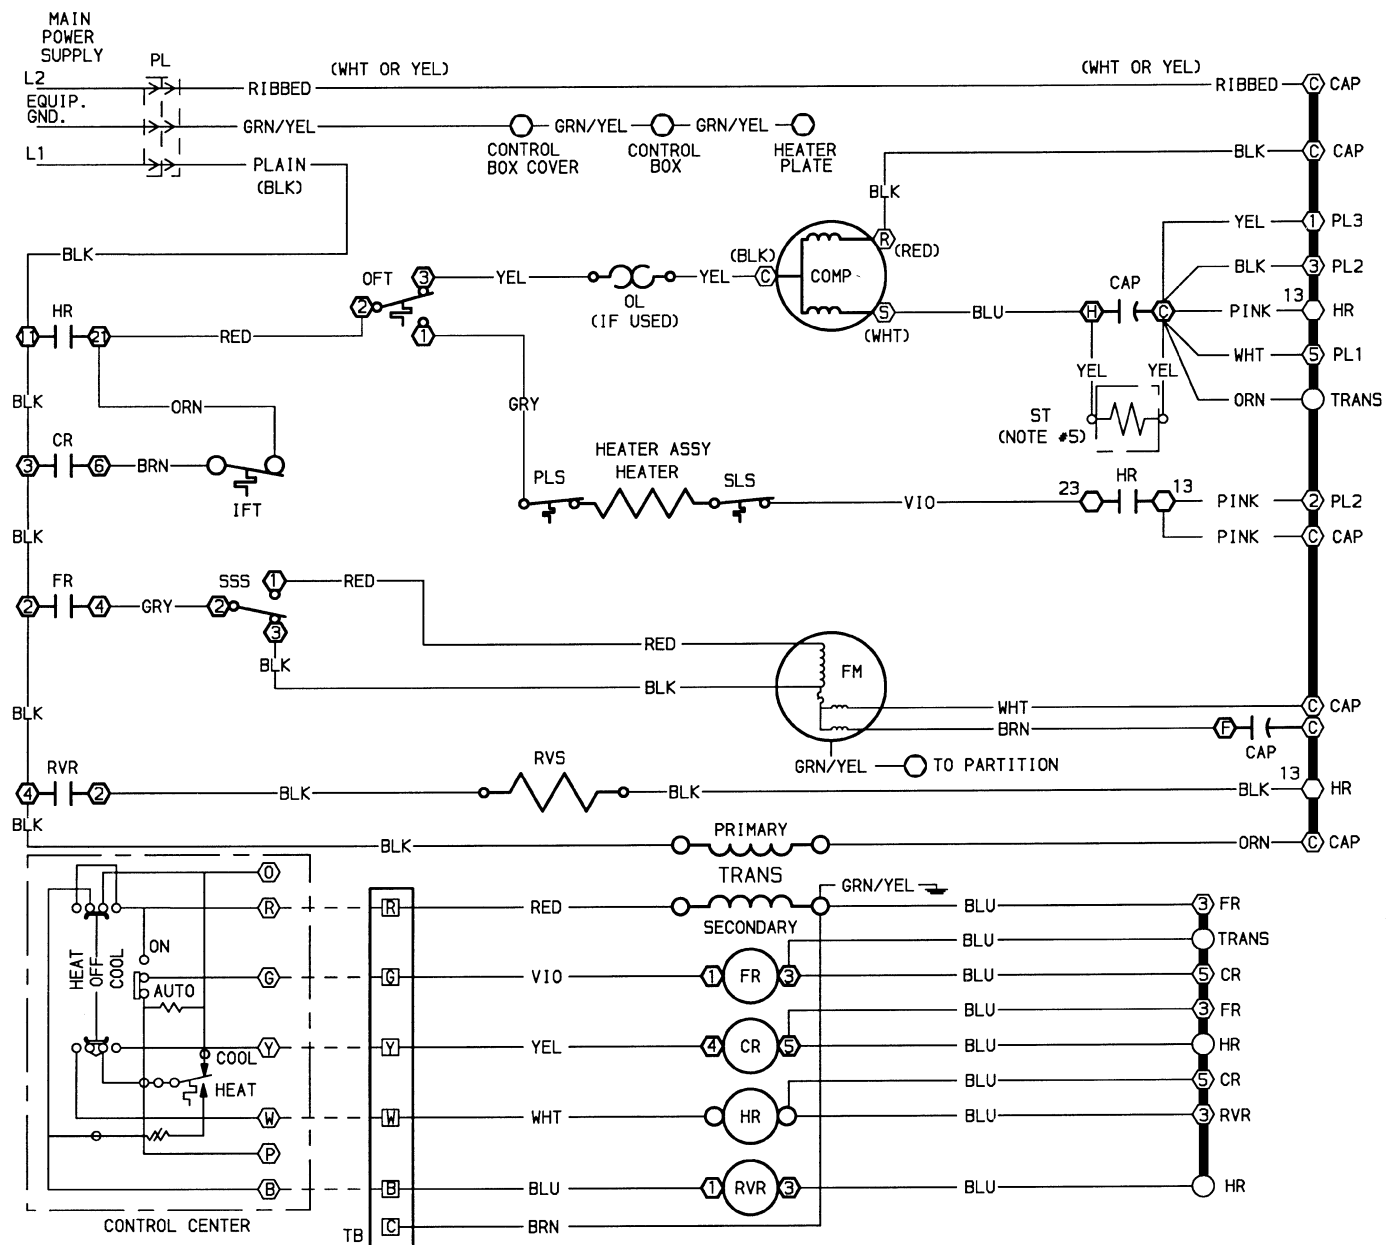 MAIN
POWER
SUPPLY
PL
L2
RIBBED
(WHT OR YEL)
(WHT OR YEL)
RIBBED
C
CAP
EQUIP.
GND.
GRN/YEL
GRN/YEL
GRN/YEL
CONTROL
BOX COVER
CONTROL
BOX
HEATER
PLATE
L1
PLAIN
(BLK)
BLK
C
CAP
BLK
R
(RED)
YEL
1
PL3
BLK
(BLK)
C
COMP
OFT
3
YEL
OL
(IF USED)
YEL
CAP
BLK
3
PL2
2
HR
11
21
RED
1
S
(WHT)
BLU
H
C
PINK
13
HR
WHT
5
PL1
YEL
YEL
ORN
TRANS
BLK
ORN
GRY
ST
(NOTE #5)
CR
3
6
BRN
IFT
HEATER ASSY
HEATER
PLS
SLS
VIO
23
HR
13
PINK
2
PL2
PINK
C
CAP
BLK
FR
2
4
GRY
SSS
2
1
RED
3
BLK
RED
BLK
FM
WHT
C
CAP
BRN
F
CAP
C
BLK
GRN/YEL
TO PARTITION
RVR
4
2
BLK
RVS
BLK
BLK
13
HR
BLK
BLK
PRIMARY
TRANS
SECONDARY
ORN
C
CAP
GRN/YEL
O
R
R
RED
BLU
3
FR
BLU
TRANS
ON
HEAT
OFF
COOL
AUTO
G
G
VIO
1
FR
3
BLU
5
CR
BLU
3
FR
Y
Y
YEL
4
CR
5
BLU
HR
COOL
HEAT
BLU
5
CR
W
W
WHT
HR
BLU
3
RVR
P
B
B
BLU
1
RVR
3
BLU
HR
CONTROL CENTER
TB
C
BRN